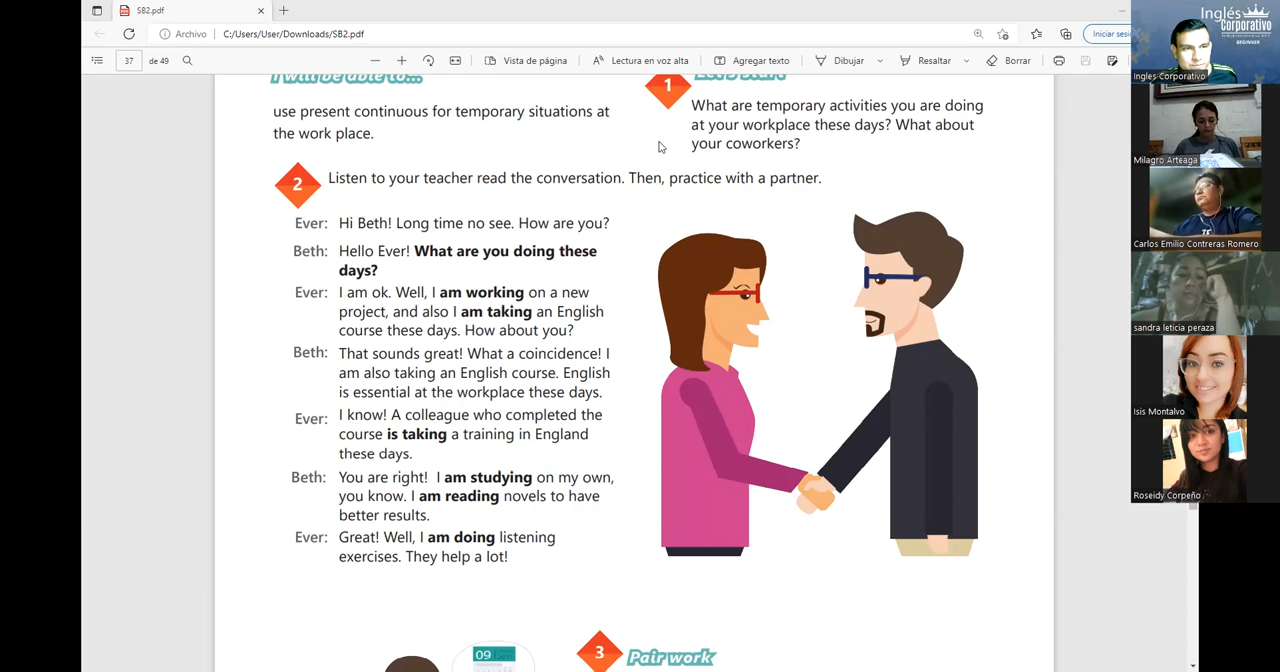 SB2.pdf
Archivo
C:/Users/User/Downloads/SB2.pdf
Iniciar sesi
37
de 49
Vista de página
Lectura en voz alta
Agregar texto
Dibujar
Resaltar
Borrar
I will be able to...
use present continuous for temporary situations at
the work place.
1
Let's Start
What are temporary activities you are doing
at your workplace these days? What about
your coworkers?
2
Listen to your teacher read the conversation. Then, practice with a partner.
Ever: Hi Beth! Long time no see. How are you?
Beth: Hello Ever! What are you doing these
days?
Ever: I am ok. Well, I am working on a new
project, and also I am taking an English
course these days. How about you?
Beth: That sounds great! What a coincidence! I
am also taking an English course. English
is essential at the workplace these days.
Ever: I know! A colleague who completed the
course is taking a training in England
these days.
Beth: You are right! I am studying on my own,
you know. I am reading novels to have
better results.
Ever: Great! Well, I am doing listening
exercises. They help a lot!
09
3
Pair work
Inglés
Corporativo
BEGINNER
Ingles Corporativo
Milagro Arteaga
Carlos Emilio Contreras Romero
sandra leticia peraza
Isis Montalvo
Roseidy Corpeño